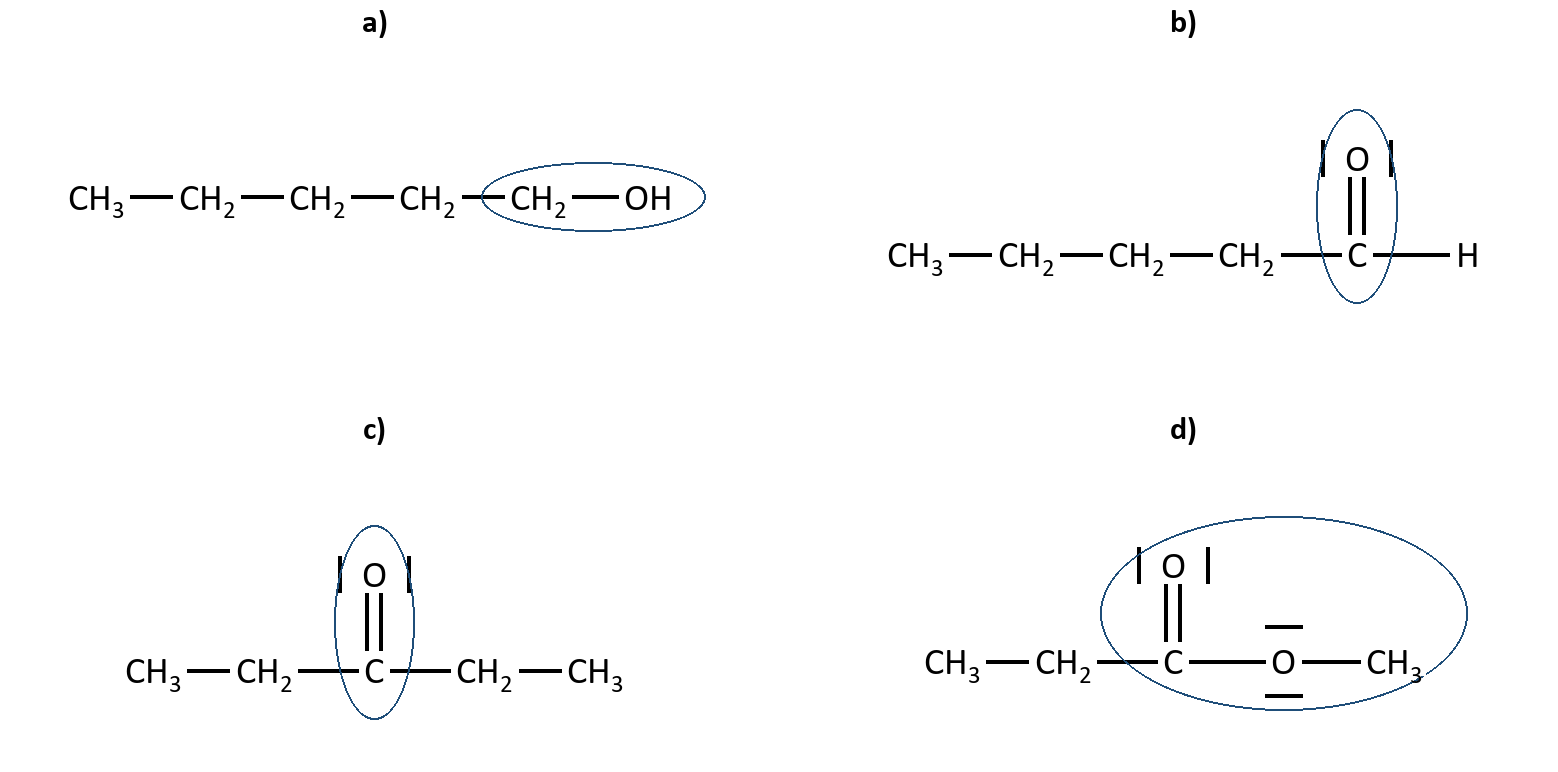 a)
CH₃ — CH₂ — CH₂ — CH₂ — CH₂ — OH
b)
O
CH₃ — CH₂ — CH₂ — CH₂ — C — H
c)
O
CH₃ — CH₂ — C — CH₂ — CH₃
d)
O
CH₃ — CH₂ — C — O — CH₃